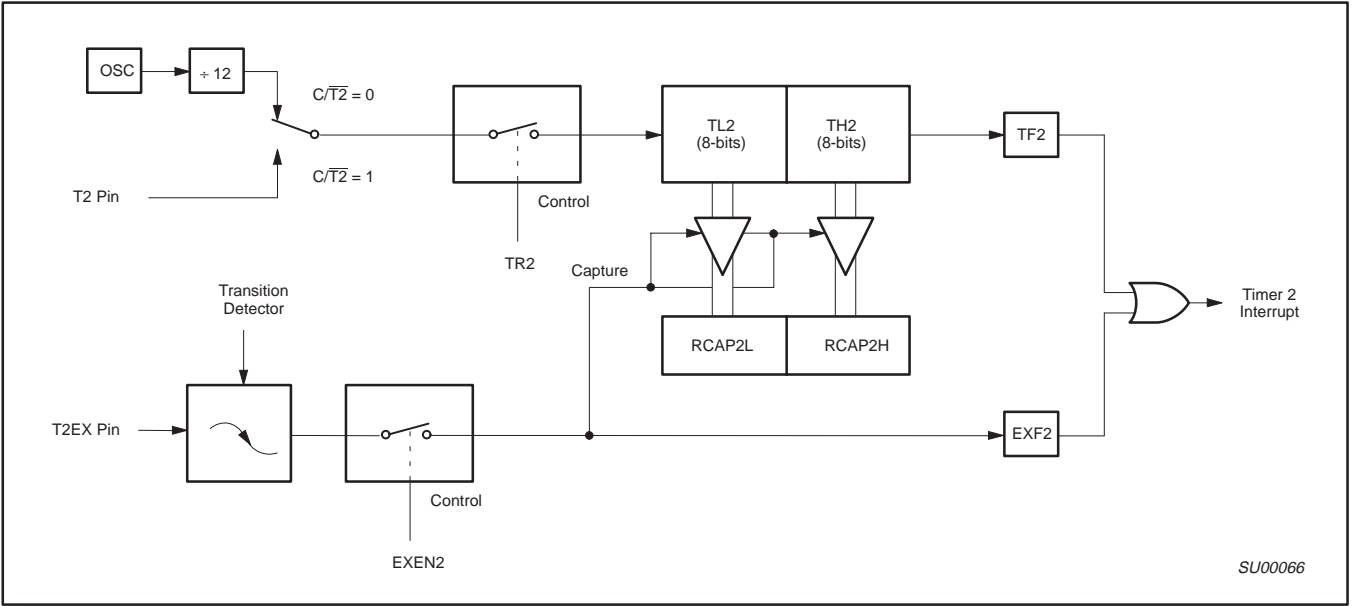 OSC
÷ 12
C/T2 = 0
TL2
(8-bits)
TH2
(8-bits)
TF2
C/T2 = 1
T2 Pin
Control
TR2
Capture
Transition
Detector
Timer 2
Interrupt
RCAP2L
RCAP2H
T2EX Pin
EXF2
Control
EXEN2
SU00066